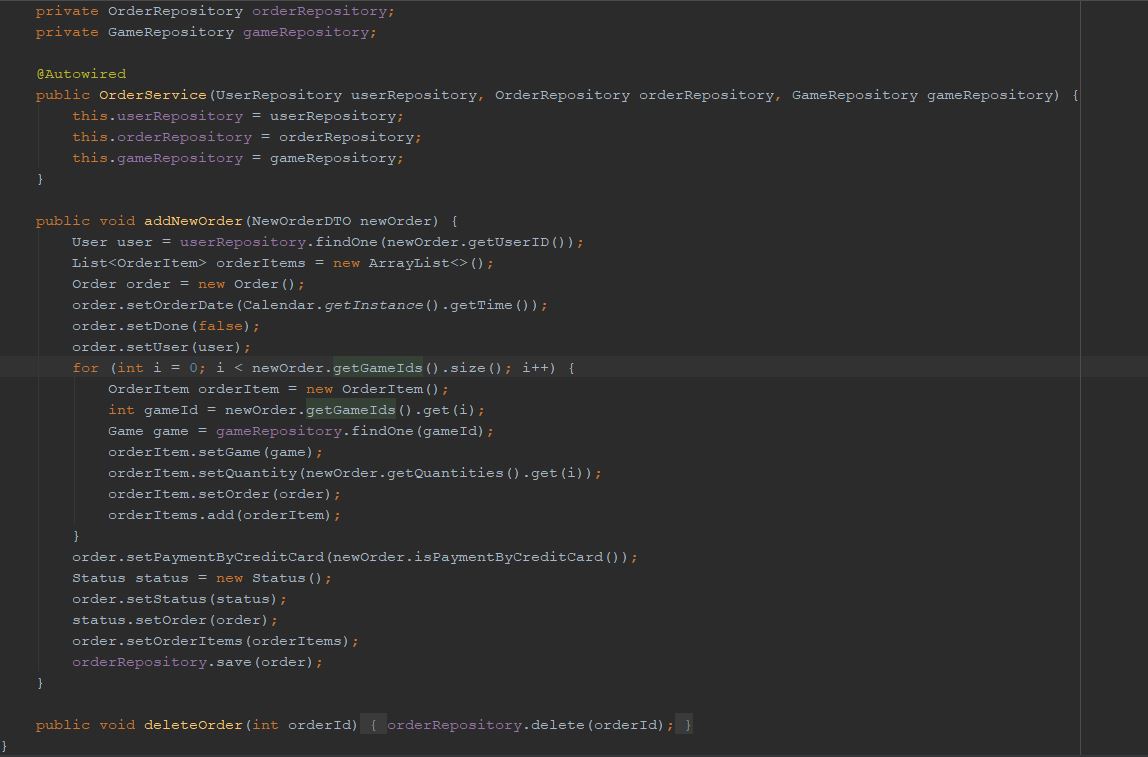 private OrderRepository orderRepository;
private GameRepository gameRepository;
@Autowired
public OrderService(UserRepository userRepository, OrderRepository orderRepository, GameRepository gameRepository) {
this.userRepository = userRepository;
this.orderRepository = orderRepository;
this.gameRepository = gameRepository;
}
public void addNewOrder(NewOrderDTO newOrder) {
User user = userRepository.findOne(newOrder.getUserID());
List<OrderItem> orderItems = new ArrayList<>();
Order order = new Order();
order.setOrderDate(Calendar.getInstance().getTime());
order.setDone(false);
order.setUser(user);
for (int i = 0; i < newOrder.getGameIds().size(); i++) {
OrderItem orderItem = new OrderItem();
int gameId = newOrder.getGameIds().get(i);
Game game = gameRepository.findOne(gameId);
orderItem.setGame(game);
orderItem.setQuantity(newOrder.getQuantities().get(i));
orderItem.setOrder(order);
orderItems.add(orderItem);
}
order.setPaymentByCreditCard(newOrder.isPaymentByCreditCard());
Status status = new Status();
order.setStatus(status);
status.setOrder(order);
order.setOrderItems(orderItems);
orderRepository.save(order);
}
public void deleteOrder(int orderId) { orderRepository.delete(orderId); }
}